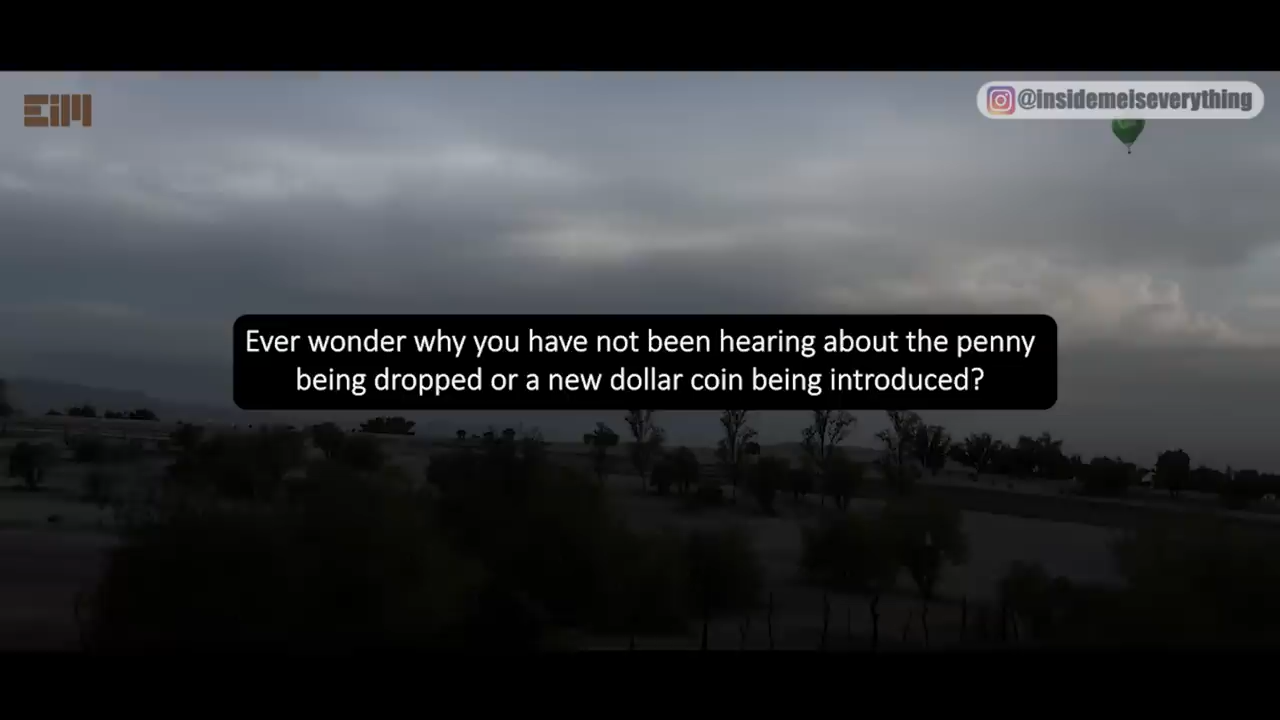 EiM
@insidemeiseverything
Ever wonder why you have not been hearing about the penny
being dropped or a new dollar coin being introduced?